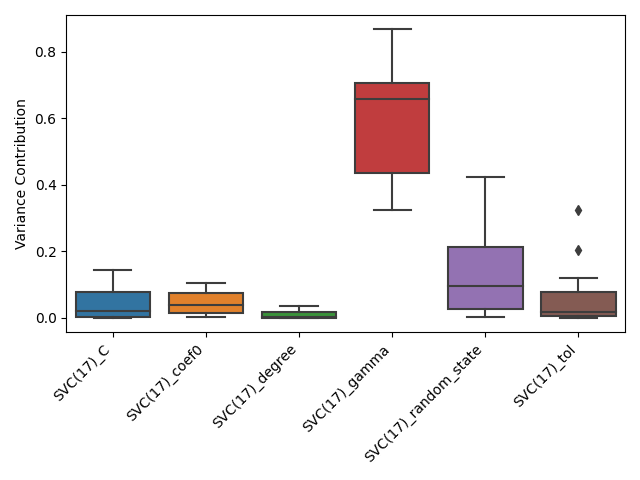 Variance Contribution
0.8
0.6
0.4
0.2
0.0
SVC(17)_C
SVC(17)_coef0
SVC(17)_degree
SVC(17)_gamma
SVC(17)_random_state
SVC(17)_tol